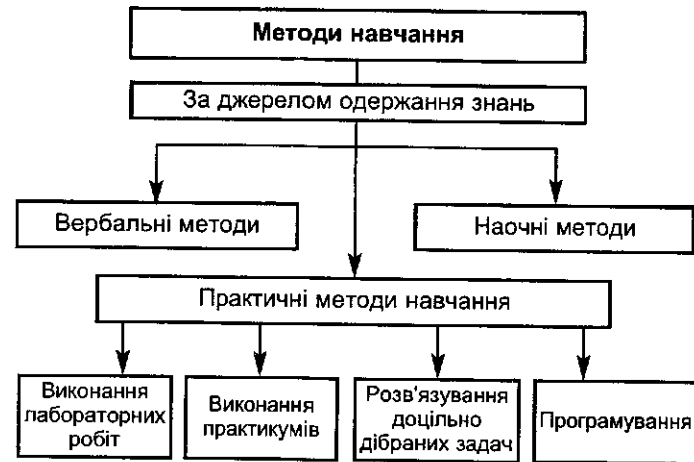 Методи навчання
За джерелом одержання знань
Вербальні методи
Наочні методи
Практичні методи навчання
Виконання
лабораторних
робіт
Виконання
практикумів
Розв'язування
доцільно
дібраних задач
Програмування